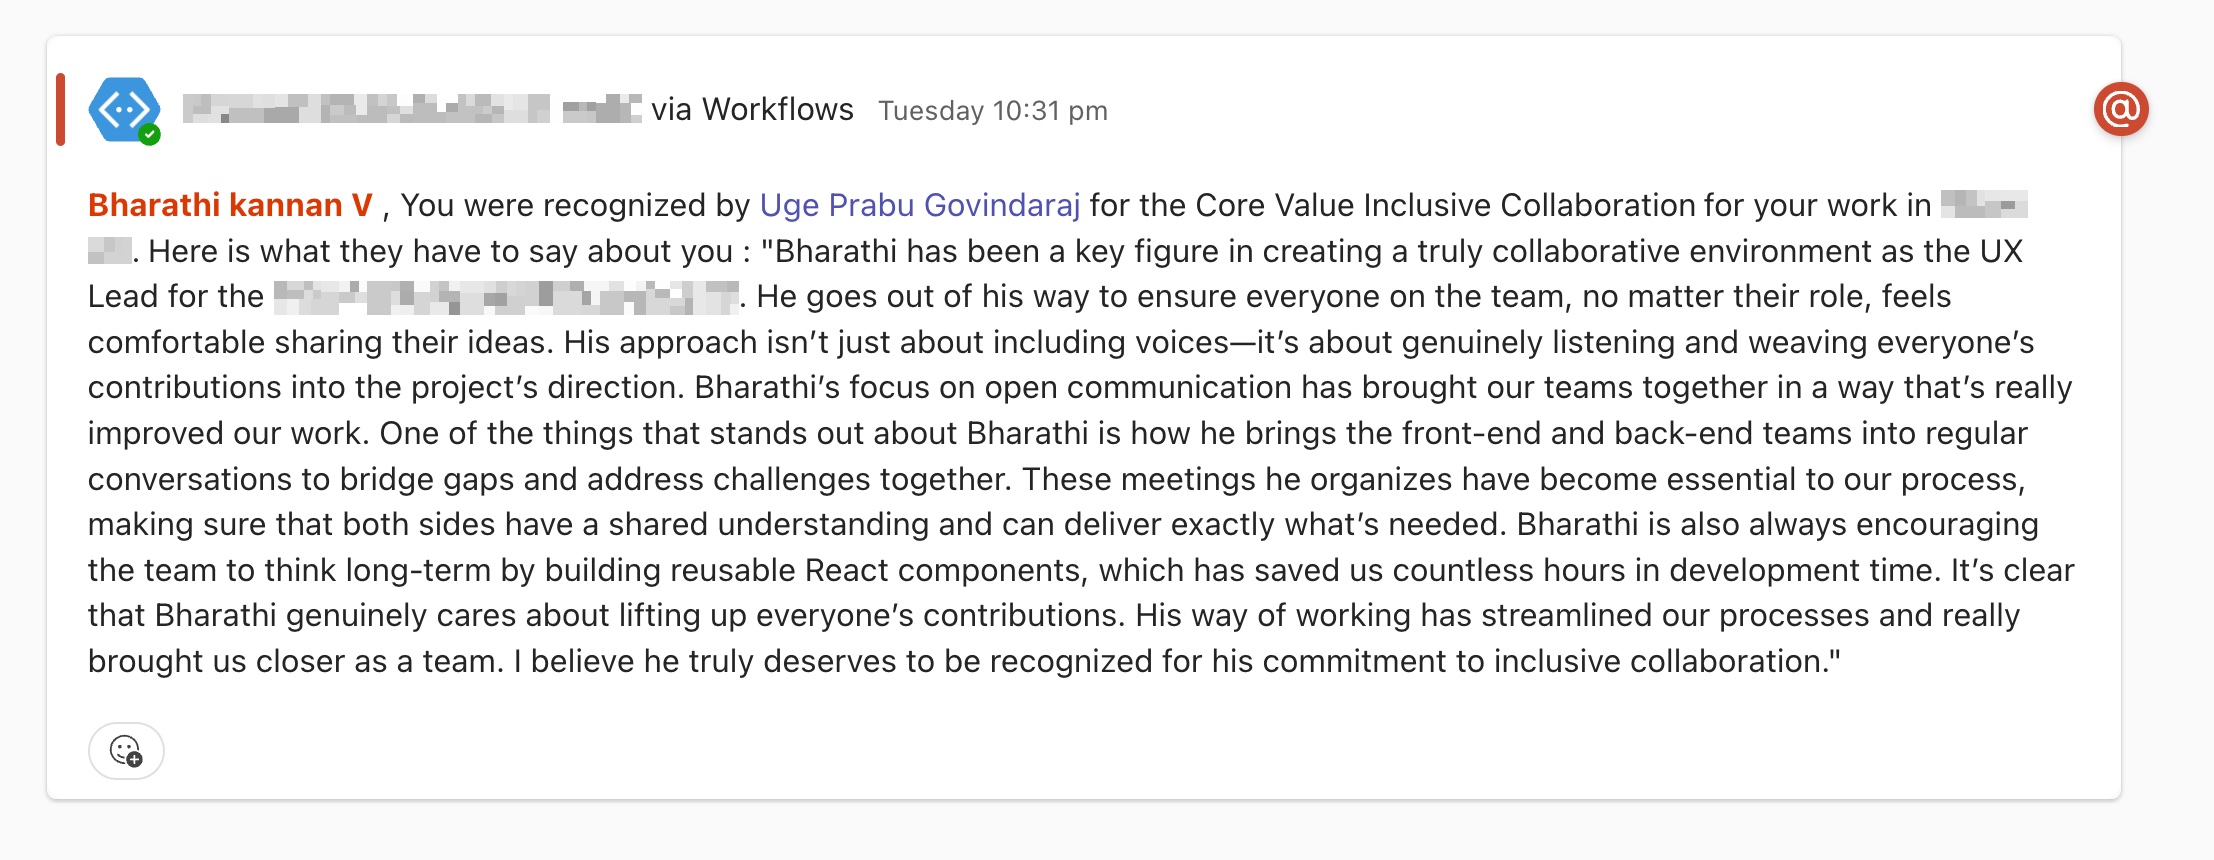 via Workflows Tuesday 10:31 pm
@
Bharathi kannan V , You were recognized by Uge Prabu Govindaraj for the Core Value Inclusive Collaboration for your work in
. Here is what they have to say about you : "Bharathi has been a key figure in creating a truly collaborative environment as the UX
Lead for the . He goes out of his way to ensure everyone on the team, no matter their role, feels
comfortable sharing their ideas. His approach isn’t just about including voices—it’s about genuinely listening and weaving everyone’s
contributions into the project’s direction. Bharathi’s focus on open communication has brought our teams together in a way that’s really
improved our work. One of the things that stands out about Bharathi is how he brings the front-end and back-end teams into regular
conversations to bridge gaps and address challenges together. These meetings he organizes have become essential to our process,
making sure that both sides have a shared understanding and can deliver exactly what’s needed. Bharathi is also always encouraging
the team to think long-term by building reusable React components, which has saved us countless hours in development time. It’s clear
that Bharathi genuinely cares about lifting up everyone’s contributions. His way of working has streamlined our processes and really
brought us closer as a team. I believe he truly deserves to be recognized for his commitment to inclusive collaboration."